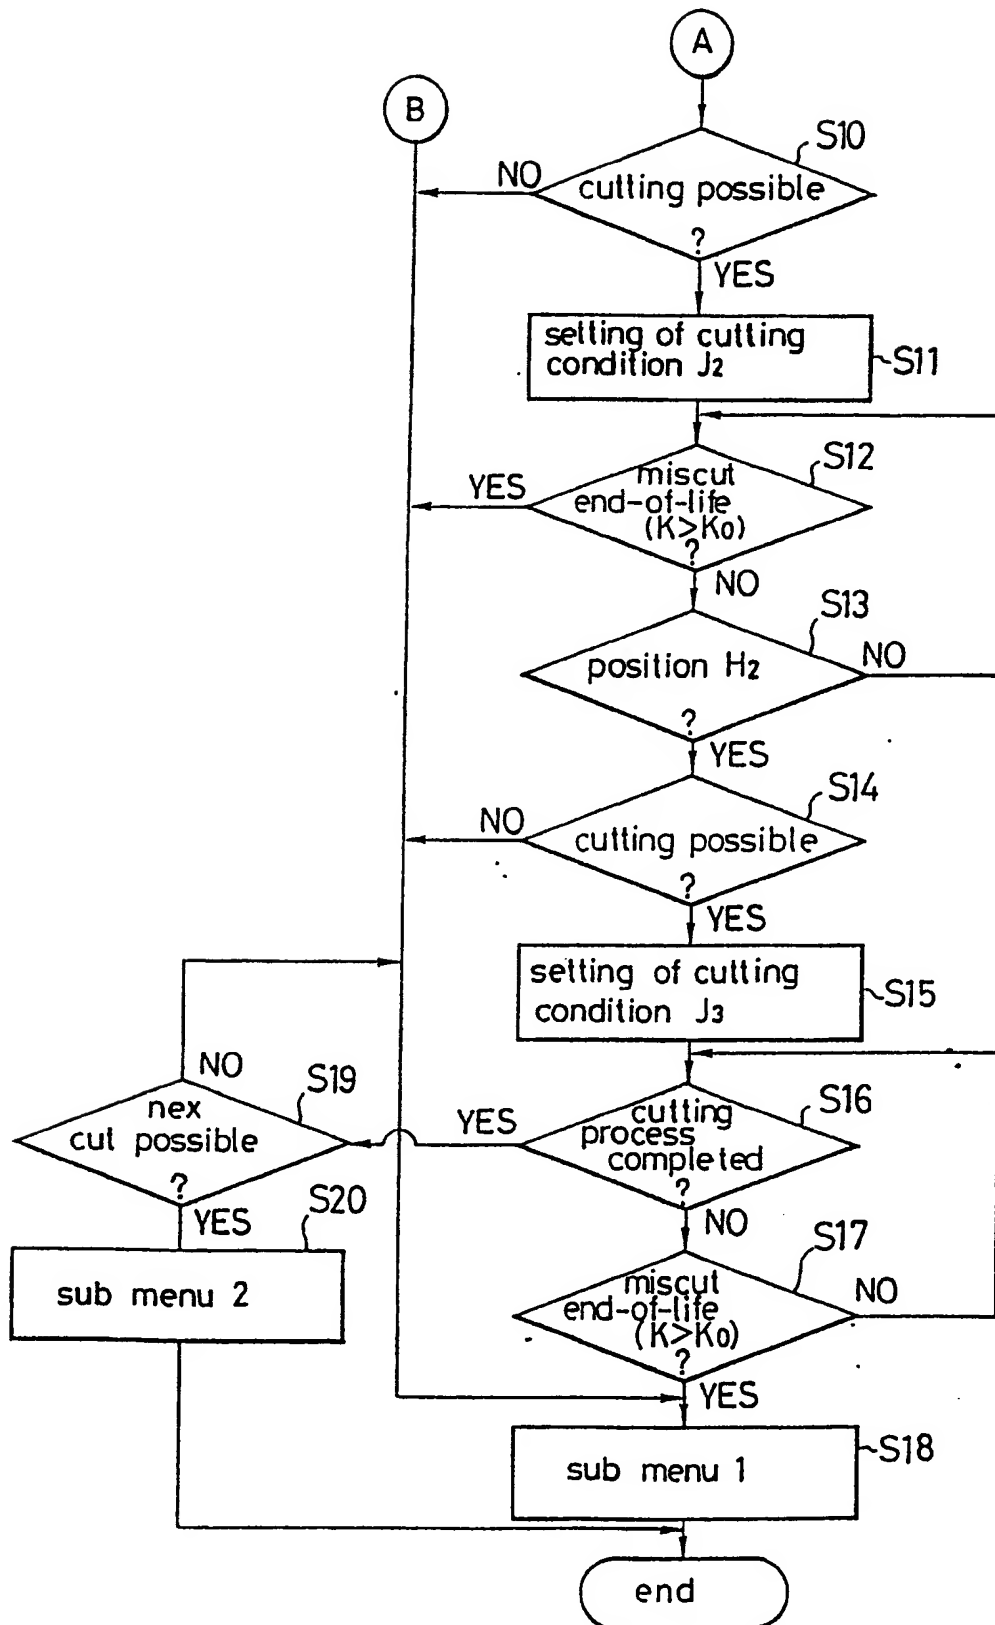 A
B
S10
NO
cutting possible
?
YES
setting of cutting
condition J2
S11
S12
YES
miscut
end-of-life
(K>K0)
?
NO
S13
position H2
NO
?
YES
S14
NO
cutting possible
?
YES
setting of cutting
condition J3
S15
NO
S19
nex
cut possible
?
YES
S20
sub menu 2
YES
S16
cutting
process
completed
?
NO
S17
miscut
end-of-life
(K>K0)
?
NO
YES
sub menu 1
S18
end